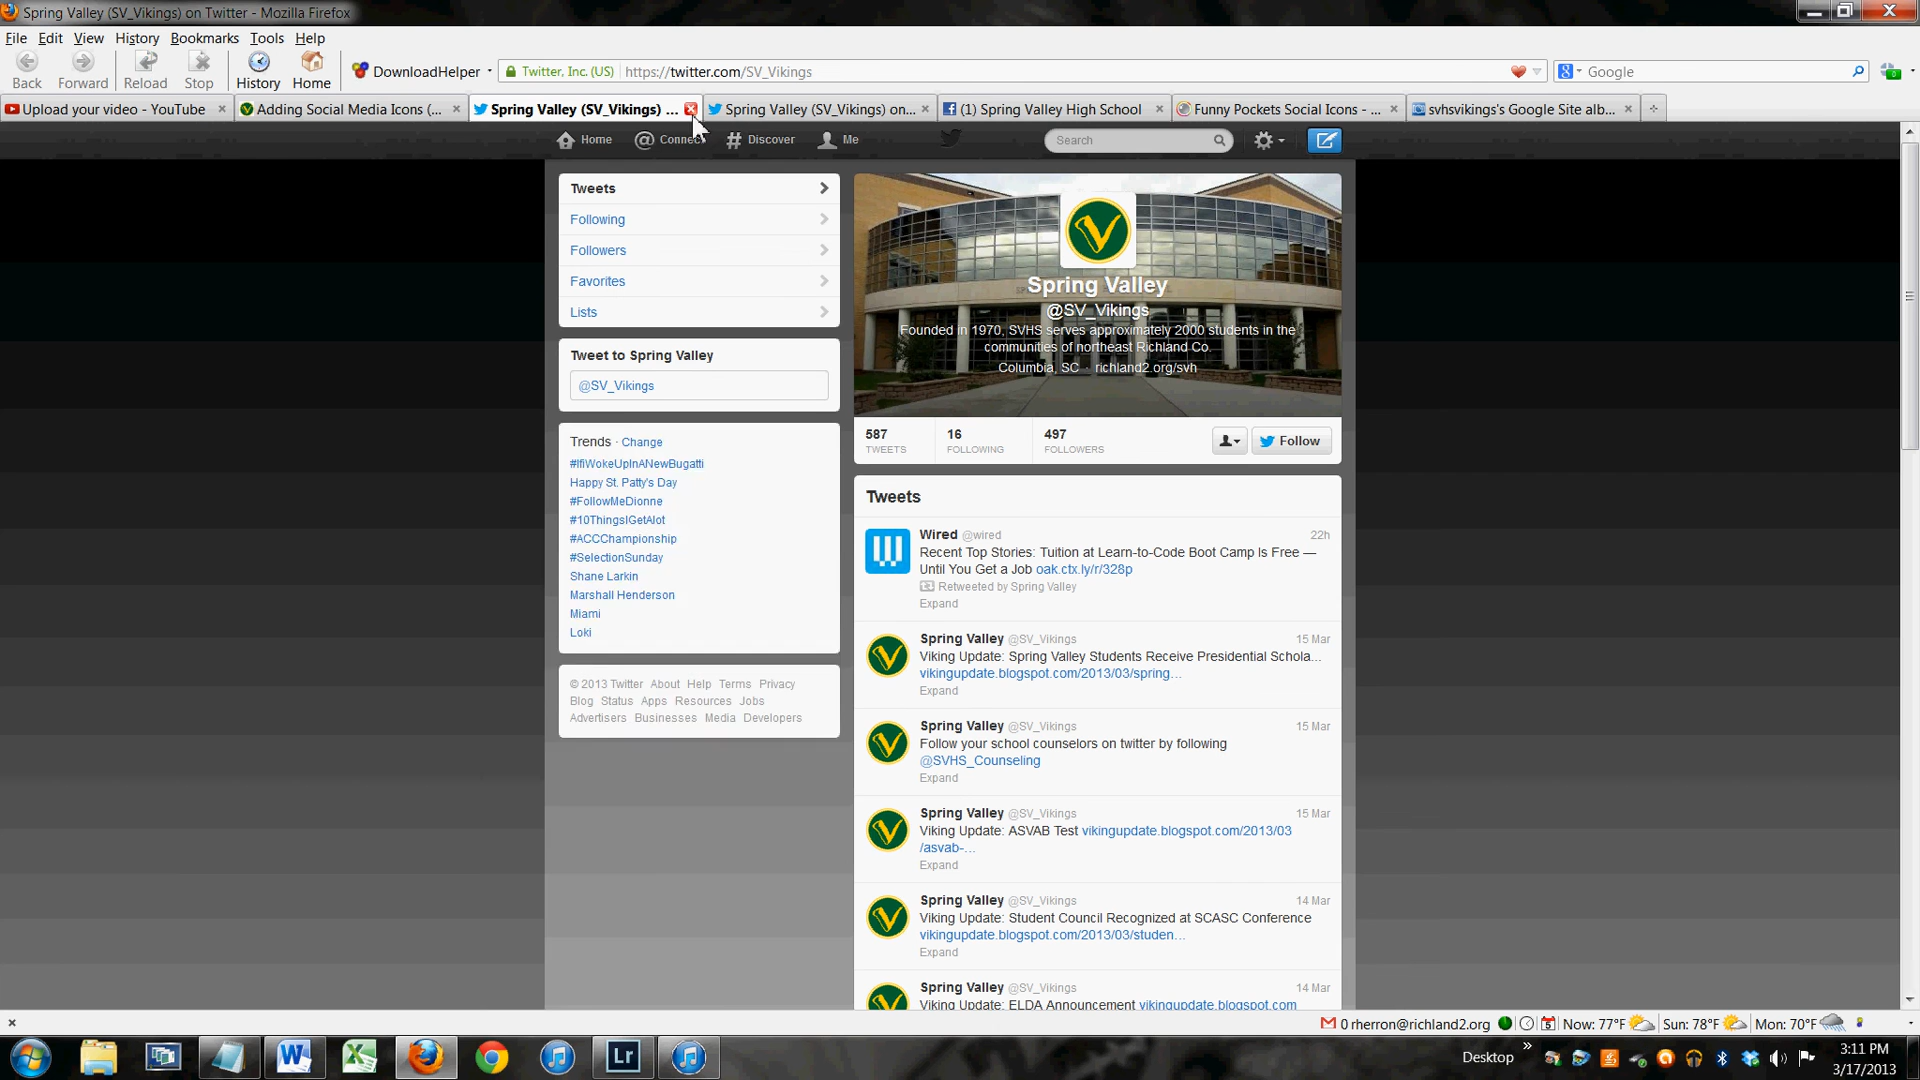 Spring Valley (SV_Vikings) on Twitter - Mozilla Firefox
File Edit View History Bookmarks Tools Help
Back Forward Reload Stop History Home DownloadHelper Twitter, Inc. (US) https://twitter.com/SV_Vikings Google
Upload your video - YouTube Adding Social Media Icons (... Spring Valley (SV_Vikings) ... Spring Valley (SV_Vikings) on... (1) Spring Valley High School Funny Pockets Social Icons - ... svhsvikings's Google Site alb...
Home Connect Discover Me Search
Tweets
Following
Followers
Favorites
Lists
Tweet to Spring Valley
@SV_Vikings
Trends · Change
#IfiWokeUpInANewBugatti
Happy St. Patty's Day
#FollowMeDionne
#10ThingsIGetAlot
#ACCChampionship
#SelectionSunday
Shane Larkin
Marshall Henderson
Miami
Loki
© 2013 Twitter About Help Terms Privacy
Blog Status Apps Resources Jobs
Advertisers Businesses Media Developers
Spring Valley
@SV_Vikings
Founded in 1970, SVHS serves approximately 2000 students in the
communities of northeast Richland Co.
Columbia, SC · richland2.org/svh
587 TWEETS
16 FOLLOWING
497 FOLLOWERS
Follow
Tweets
Wired @wired 22h
Recent Top Stories: Tuition at Learn-to-Code Boot Camp Is Free —
Until You Get a Job oak.ctx.ly/r/328p
Retweeted by Spring Valley
Expand
Spring Valley @SV_Vikings 15 Mar
Viking Update: Spring Valley Students Receive Presidential Schola...
vikingupdate.blogspot.com/2013/03/spring...
Expand
Spring Valley @SV_Vikings 15 Mar
Follow your school counselors on twitter by following
@SVHS_Counseling
Expand
Spring Valley @SV_Vikings 15 Mar
Viking Update: ASVAB Test vikingupdate.blogspot.com/2013/03
/asvab-...
Expand
Spring Valley @SV_Vikings 14 Mar
Viking Update: Student Council Recognized at SCASC Conference
vikingupdate.blogspot.com/2013/03/studen...
Expand
Spring Valley @SV_Vikings 14 Mar
Viking Update: ELDA Announcement vikingupdate.blogspot.com
0 rherron@richland2.org Now: 77°F Sun: 78°F Mon: 70°F
Desktop 3:11 PM
3/17/2013